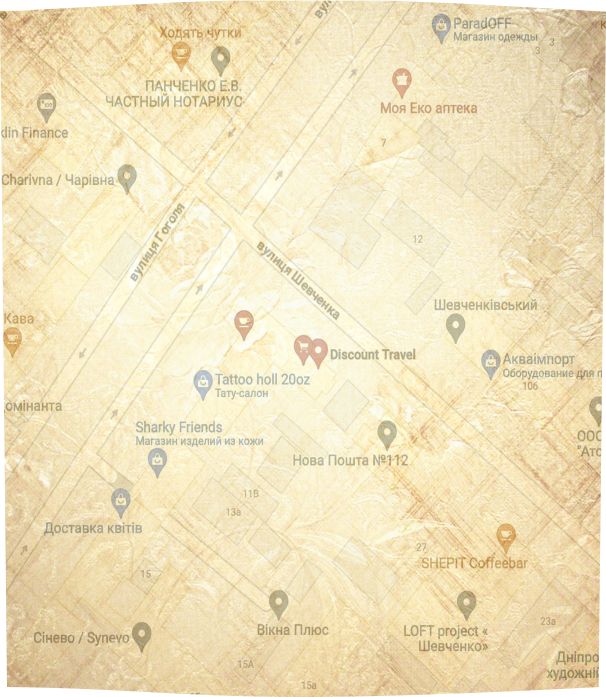 ParadOFF
Магазин одежды
3
3
Ходять чутки
ПАНЧЕНКО Е.В.
ЧАСТНЫЙ НОТАРИУС
Моя Еко аптека
7
lin Finance
Charivna / Чарівна
вулиця Гоголя
12
вулиця Шевченка
Шевченківський
Кава
Discount Travel
Акваімпорт
Оборудование для п
106
Tattoo holl 20oz
Тату-салон
омінанта
Sharky Friends
Магазин изделий из кожи
ООО
"Атс
Нова Пошта №112
11В
13а
Доставка квітів
27
SHEPIT Coffeebar
15
Вікна Плюс
LOFT project «
Шевченко»
23а
Сінево / Synevo
15А
Дніпро
художній
15а